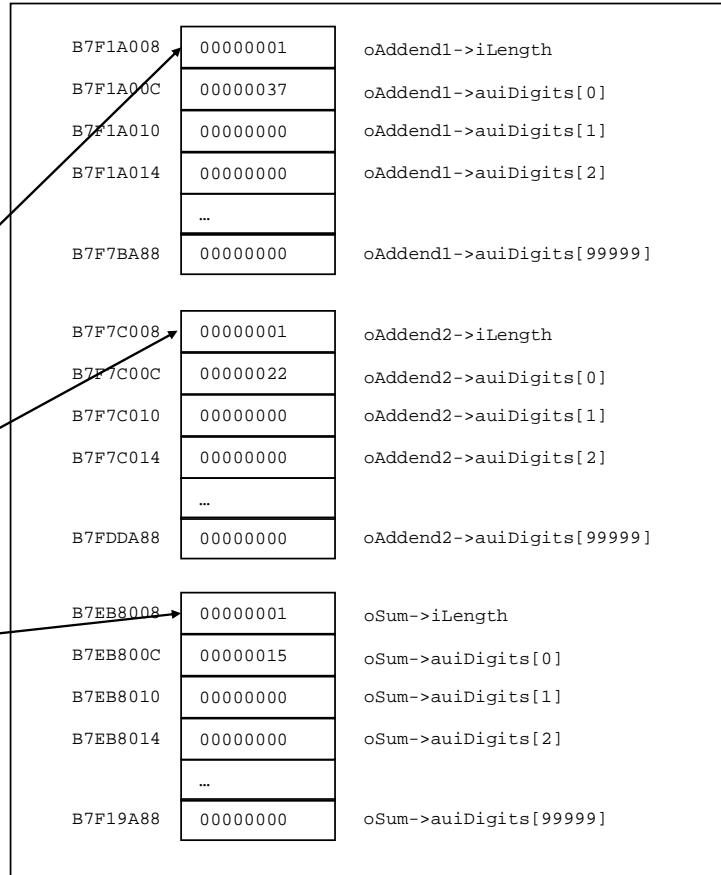 B7F1A008 00000001 oAddend1->iLength
B7F1A00C 00000037 oAddend1->auiDigits[0]
B7F1A010 00000000 oAddend1->auiDigits[1]
B7F1A014 00000000 oAddend1->auiDigits[2]
…
B7F7BA88 00000000 oAddend1->auiDigits[99999]
B7F7C008 00000001 oAddend2->iLength
B7F7C00C 00000022 oAddend2->auiDigits[0]
B7F7C010 00000000 oAddend2->auiDigits[1]
B7F7C014 00000000 oAddend2->auiDigits[2]
…
B7FDDA88 00000000 oAddend2->auiDigits[99999]
B7EB8008 00000001 oSum->iLength
B7EB800C 00000015 oSum->auiDigits[0]
B7EB8010 00000000 oSum->auiDigits[1]
B7EB8014 00000000 oSum->auiDigits[2]
…
B7F19A88 00000000 oSum->auiDigits[99999]